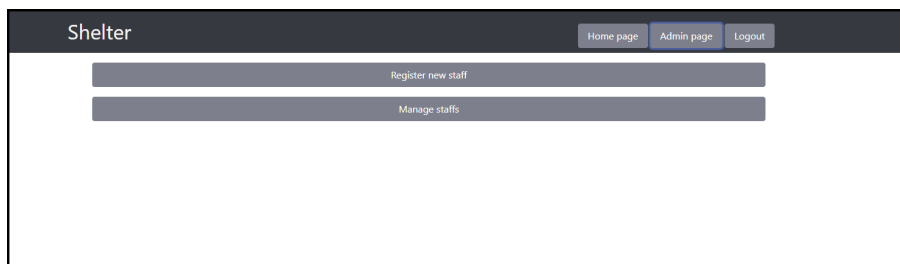 Shelter
Home page Admin page Logout
Register new staff
Manage staffs